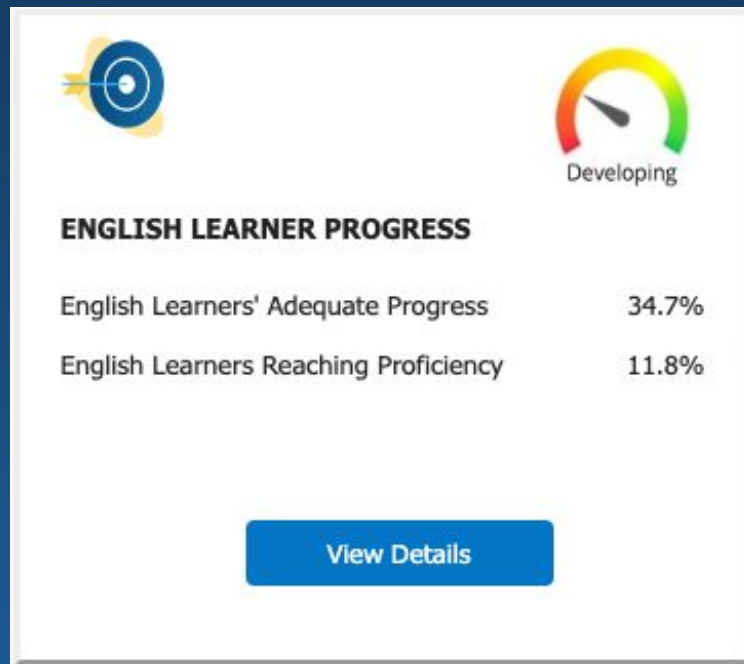 Developing
ENGLISH LEARNER PROGRESS
English Learners' Adequate Progress 34.7%
English Learners Reaching Proficiency 11.8%
View Details